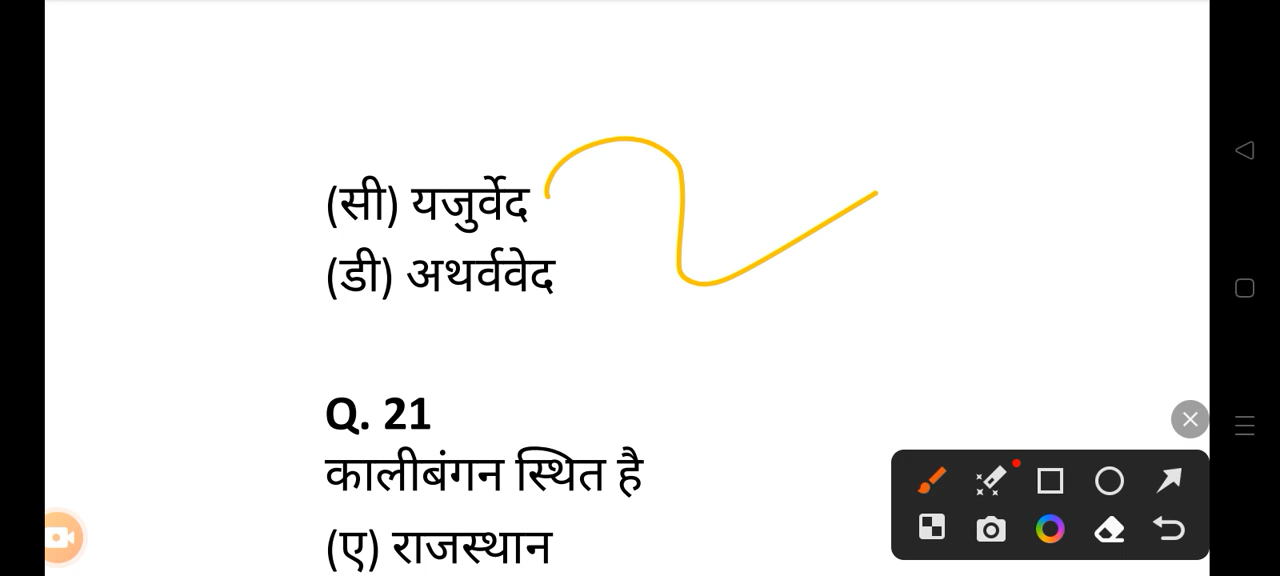 (सी) यजुर्वेद
(डी) अथर्ववेद
Q. 21
कालीबंगन स्थित है
(ए) राजस्थान